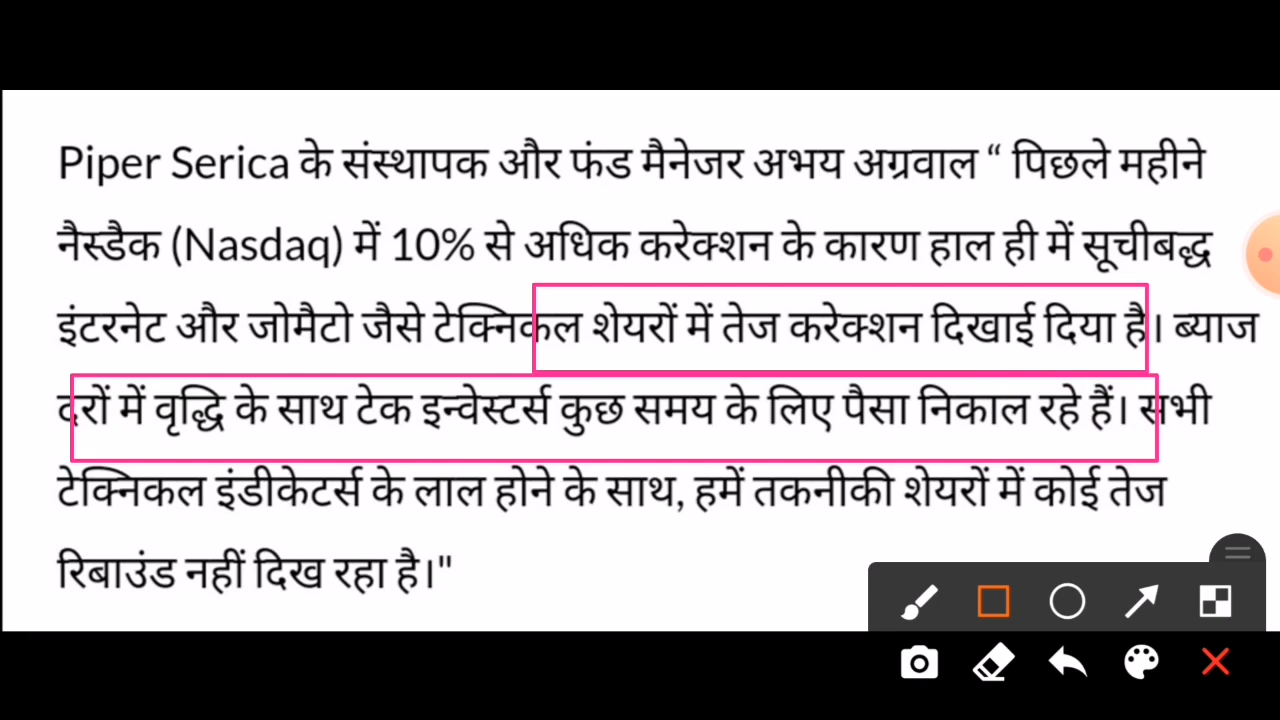 Piper Serica के संस्थापक और फंड मैनेजर अभय अग्रवाल “ पिछले महीने
नैस्डैक (Nasdaq) में 10% से अधिक करेक्शन के कारण हाल ही में सूचीबद्ध
इंटरनेट और जोमैटो जैसे टेक्निकल शेयरों में तेज करेक्शन दिखाई दिया है। ब्याज
दरों में वृद्धि के साथ टेक इन्वेस्टर्स कुछ समय के लिए पैसा निकाल रहे हैं। सभी
टेक्निकल इंडीकेटर्स के लाल होने के साथ, हमें तकनीकी शेयरों में कोई तेज
रिबाउंड नहीं दिख रहा है।"